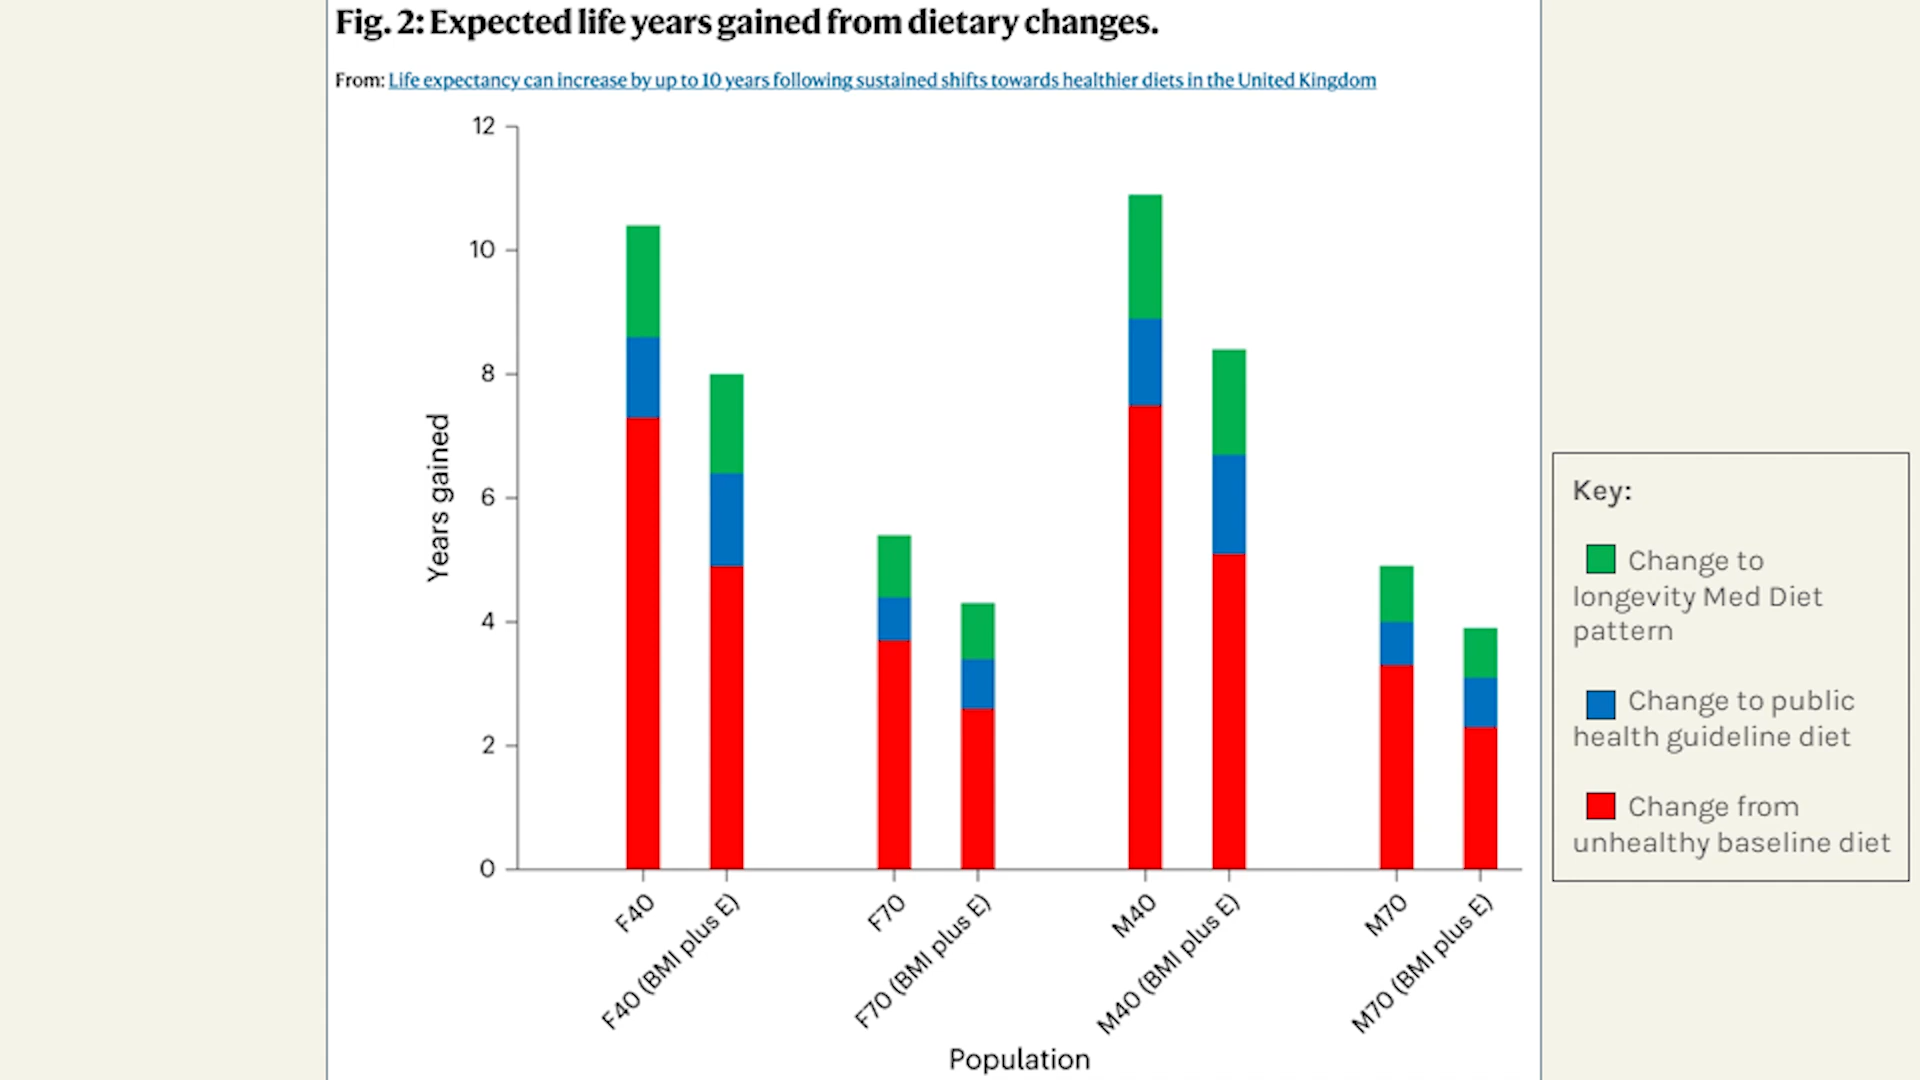 Fig. 2: Expected life years gained from dietary changes.
From: Life expectancy can increase by up to 10 years following sustained shifts towards healthier diets in the United Kingdom
12
10
8
6
4
2
0
Years gained
F40
F40 (BMI plus E)
F70
F70 (BMI plus E)
M40
M40 (BMI plus E)
M70
M70 (BMI plus E)
Population
Key:
Change to
longevity Med Diet
pattern
Change to public
health guideline diet
Change from
unhealthy baseline diet